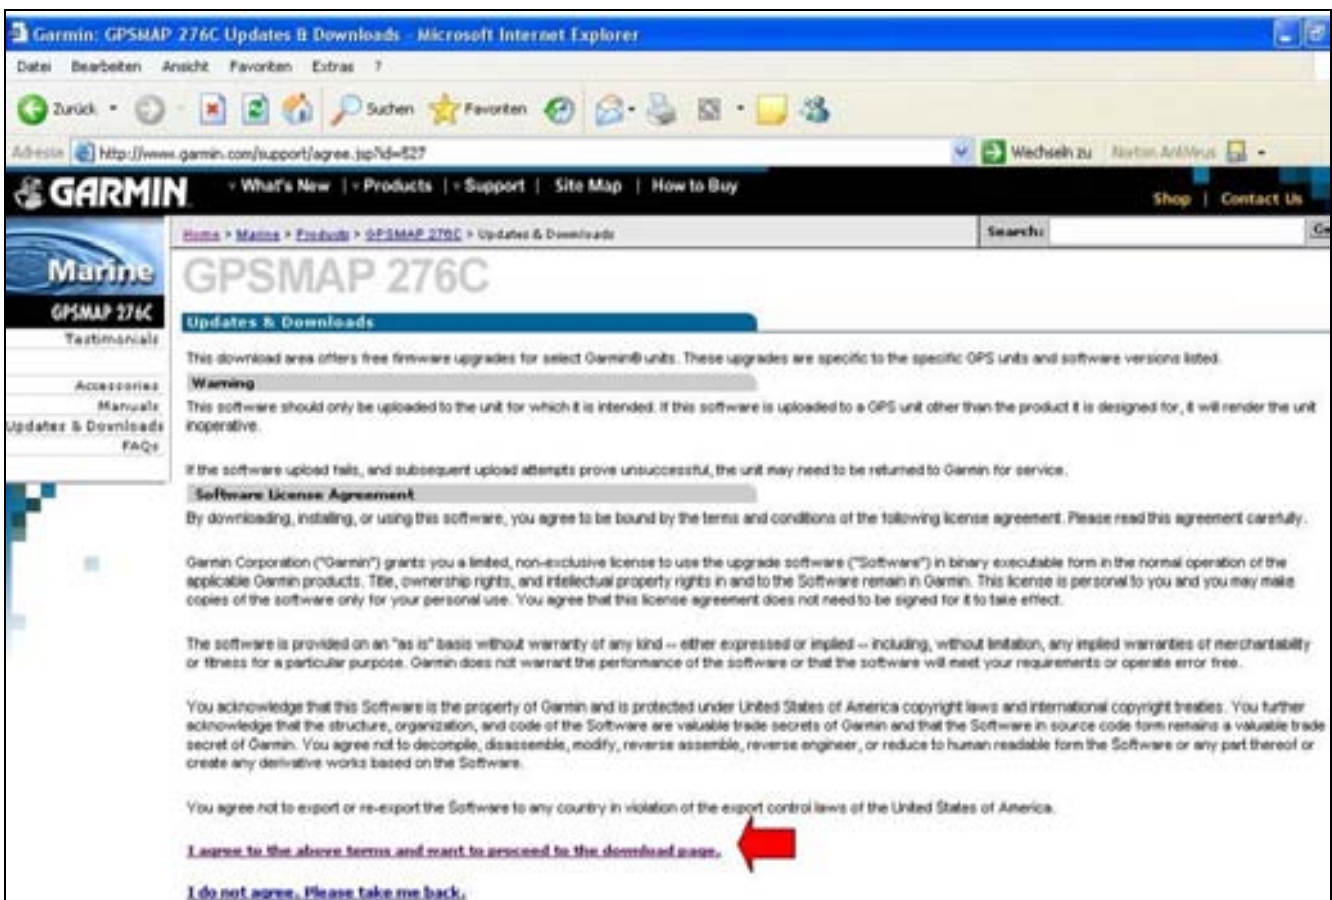 Garmin: GPSMAP 276C Updates & Downloads - Microsoft Internet Explorer
Datei Bearbeiten Ansicht Favoriten Extras ?
Zurück Suchen Favoriten
Adresse http://www.garmin.com/support/agree.jsp?id=527 Wechseln zu Norton AntiVirus
GARMIN What's New | Products | Support | Site Map | How to Buy
Shop | Contact Us
Home > Marine > Products > GPSMAP 276C > Updates & Downloads Search:
Marine
GPSMAP 276C
GPSMAP 276C
Testimonials
Accessories
Manuals
Updates & Downloads
FAQs
Updates & Downloads
This download area offers free firmware upgrades for select Garmin® units. These upgrades are specific to the specific GPS units and software versions listed.
Warning
This software should only be uploaded to the unit for which it is intended. If this software is uploaded to a GPS unit other than the product it is designed for, it will render the unit
inoperative.
If the software upload fails, and subsequent upload attempts prove unsuccessful, the unit may need to be returned to Garmin for service.
Software License Agreement
By downloading, installing, or using this software, you agree to be bound by the terms and conditions of the following license agreement. Please read this agreement carefully.
Garmin Corporation ("Garmin") grants you a limited, non-exclusive license to use the upgrade software ("Software") in binary executable form in the normal operation of the
applicable Garmin products. Title, ownership rights, and intellectual property rights in and to the Software remain in Garmin. This license is personal to you and you may make
copies of the software only for your personal use. You agree that this license agreement does not need to be signed for it to take effect.
The software is provided on an "as is" basis without warranty of any kind -- either expressed or implied -- including, without limitation, any implied warranties of merchantability
or fitness for a particular purpose. Garmin does not warrant the performance of the software or that the software will meet your requirements or operate error free.
You acknowledge that this Software is the property of Garmin and is protected under United States of America copyright laws and international copyright treaties. You further
acknowledge that the structure, organization, and code of the Software are valuable trade secrets of Garmin and that the Software in source code form remains a valuable trade
secret of Garmin. You agree not to decompile, disassemble, modify, reverse assemble, reverse engineer, or reduce to human readable form the Software or any part thereof or
create any derivative works based on the Software.
You agree not to export or re-export the Software to any country in violation of the export control laws of the United States of America.
I agree to the above terms and want to proceed to the download page.
I do not agree. Please take me back.